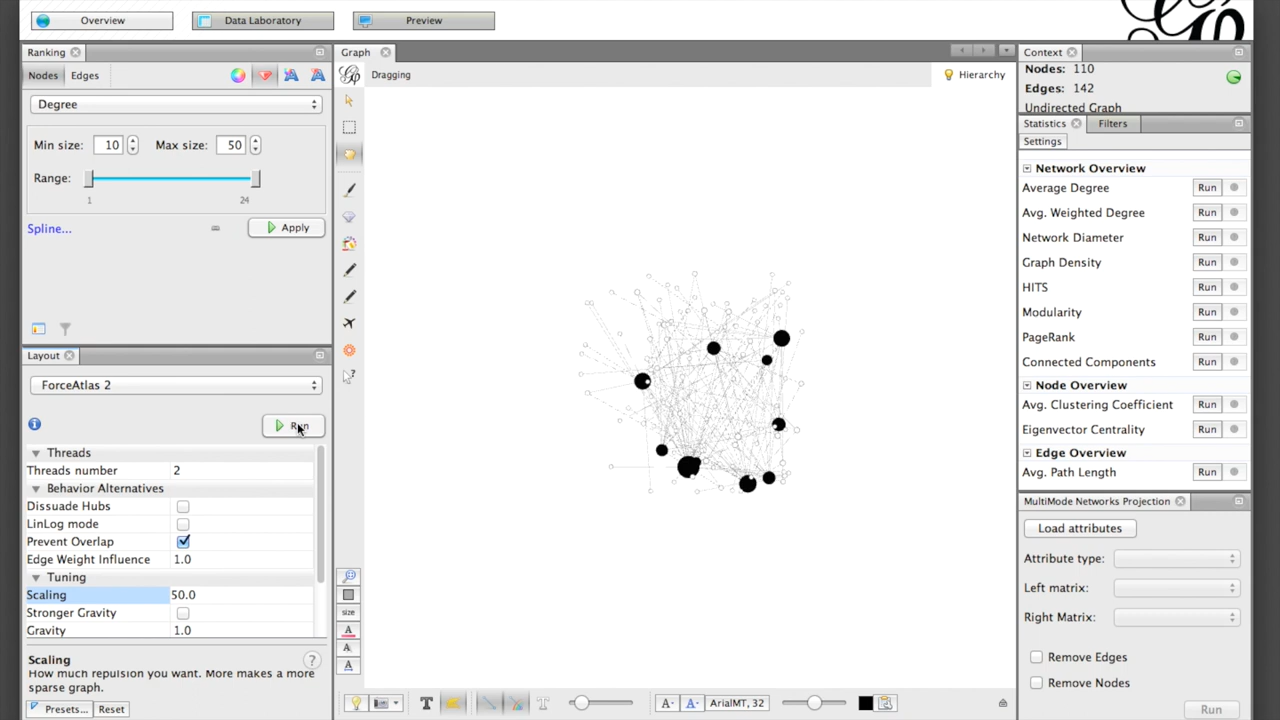 Overview
Data Laboratory
Preview
Ranking
Nodes
Edges
Degree
Min size: 10
Max size: 50
Range:
1
24
Spline...
Apply
Layout
ForceAtlas 2
Run
Threads
Threads number 2
Behavior Alternatives
Dissuade Hubs
LinLog mode
Prevent Overlap
Edge Weight Influence 1.0
Tuning
Scaling 50.0
Stronger Gravity
Gravity 1.0
Scaling
?
How much repulsion you want. More makes a
sparse graph.
Presets...
Reset
Graph
Dragging
Hierarchy
size
A
A
A
T
T
A-
A-
ArialMT, 32
Context
Nodes: 110
Edges: 142
Undirected Graph
Statistics
Filters
Settings
Network Overview
Average Degree Run
Avg. Weighted Degree Run
Network Diameter Run
Graph Density Run
HITS Run
Modularity Run
PageRank Run
Connected Components Run
Node Overview
Avg. Clustering Coefficient Run
Eigenvector Centrality Run
Edge Overview
Avg. Path Length Run
MultiMode Networks Projection
Load attributes
Attribute type:
Left matrix:
Right Matrix:
Remove Edges
Remove Nodes
Run